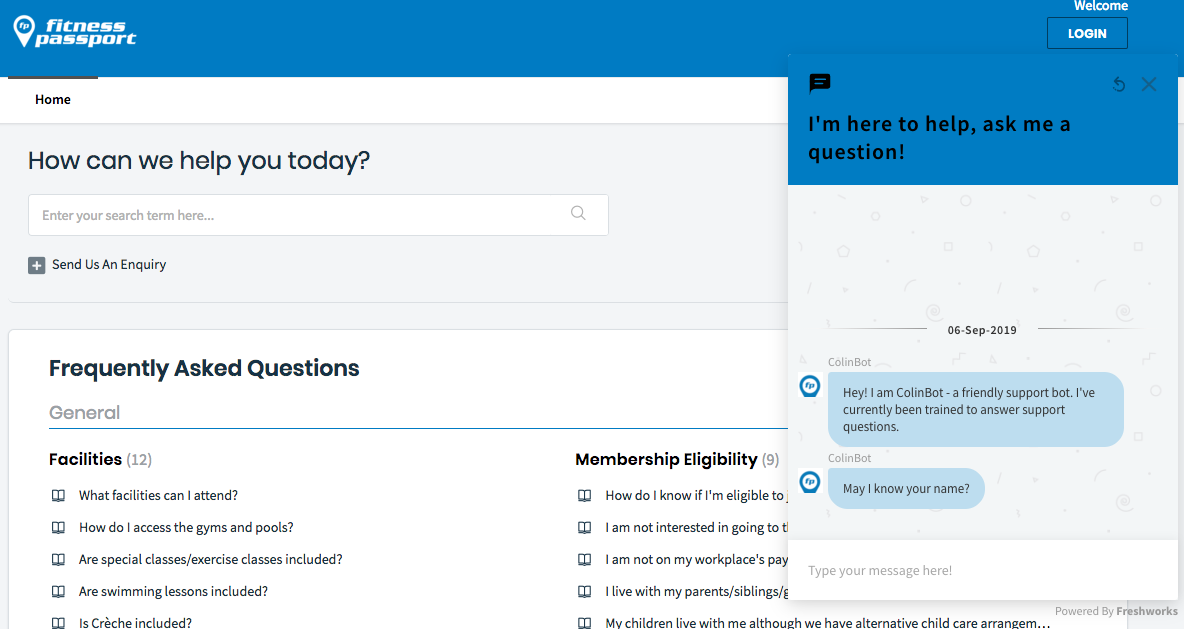 Welcome
fp fitness
passport
LOGIN
Home
How can we help you today?
Enter your search term here...
Send Us An Enquiry
Frequently Asked Questions
General
Facilities (12)
What facilities can I attend?
How do I access the gyms and pools?
Are special classes/exercise classes included?
Are swimming lessons included?
Is Crèche included?
Membership Eligibility (9)
How do I know if I'm eligible to
I am not interested in going to
I am not on my workplace's pay
I live with my parents/siblings/
My children live with me although we have alternative child care arrangem...
I'm here to help, ask me a
question!
06-Sep-2019
ColinBot
fp
Hey! I am ColinBot - a friendly support bot. I've
currently been trained to answer support
questions.
ColinBot
fp
May I know your name?
Type your message here!
Powered By Freshworks